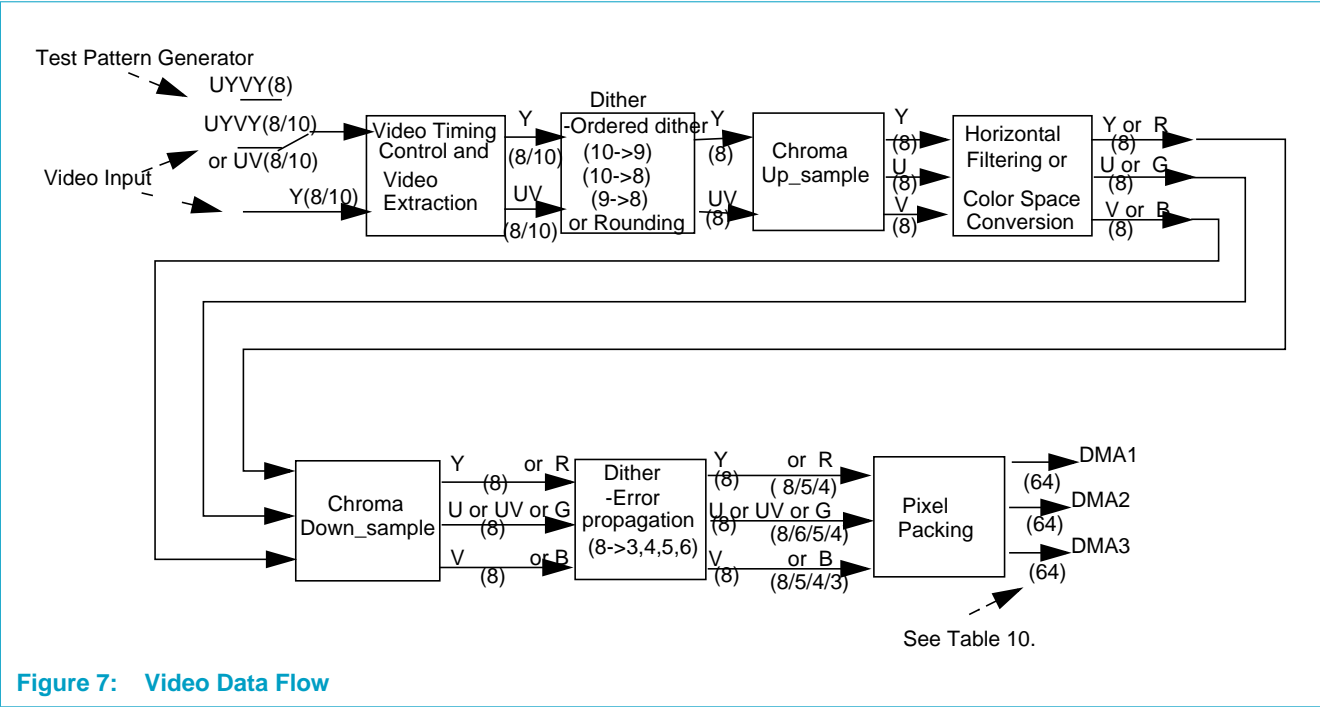 Test Pattern Generator
UYVY(8)
UYVY(8/10)
or UV(8/10)
Video Input
Y(8/10)
Video Timing
Control and
Video
Extraction
Y
(8/10)
UV
(8/10)
Dither
-Ordered dither
(10->9)
(10->8)
(9->8)
or Rounding
Y
(8)
UV
(8)
Chroma
Up_sample
Y
(8)
U
(8)
V
(8)
Horizontal
Filtering or
Color Space
Conversion
Y or R
(8)
U or G
(8)
V or B
(8)
Chroma
Down_sample
Y or R
(8)
U or UV or G
(8)
V or B
(8)
Dither
-Error
propagation
(8->3,4,5,6)
Y or R
(8) ( 8/5/4)
U or UV or G
(8) (8/6/5/4)
V or B
(8) (8/5/4/3)
Pixel
Packing
DMA1
(64)
DMA2
(64)
DMA3
(64)
See Table 10.
Figure 7: Video Data Flow